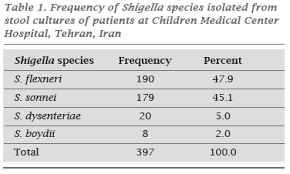 Table 1. Frequency of Shigella species isolated from
stool cultures of patients at Children Medical Center
Hospital, Tehran, Iran
Shigella species Frequency Percent
S. flexneri 190 47.9
S. sonnei 179 45.1
S. dysenteriae 20 5.0
S. boydii 8 2.0
Total 397 100.0